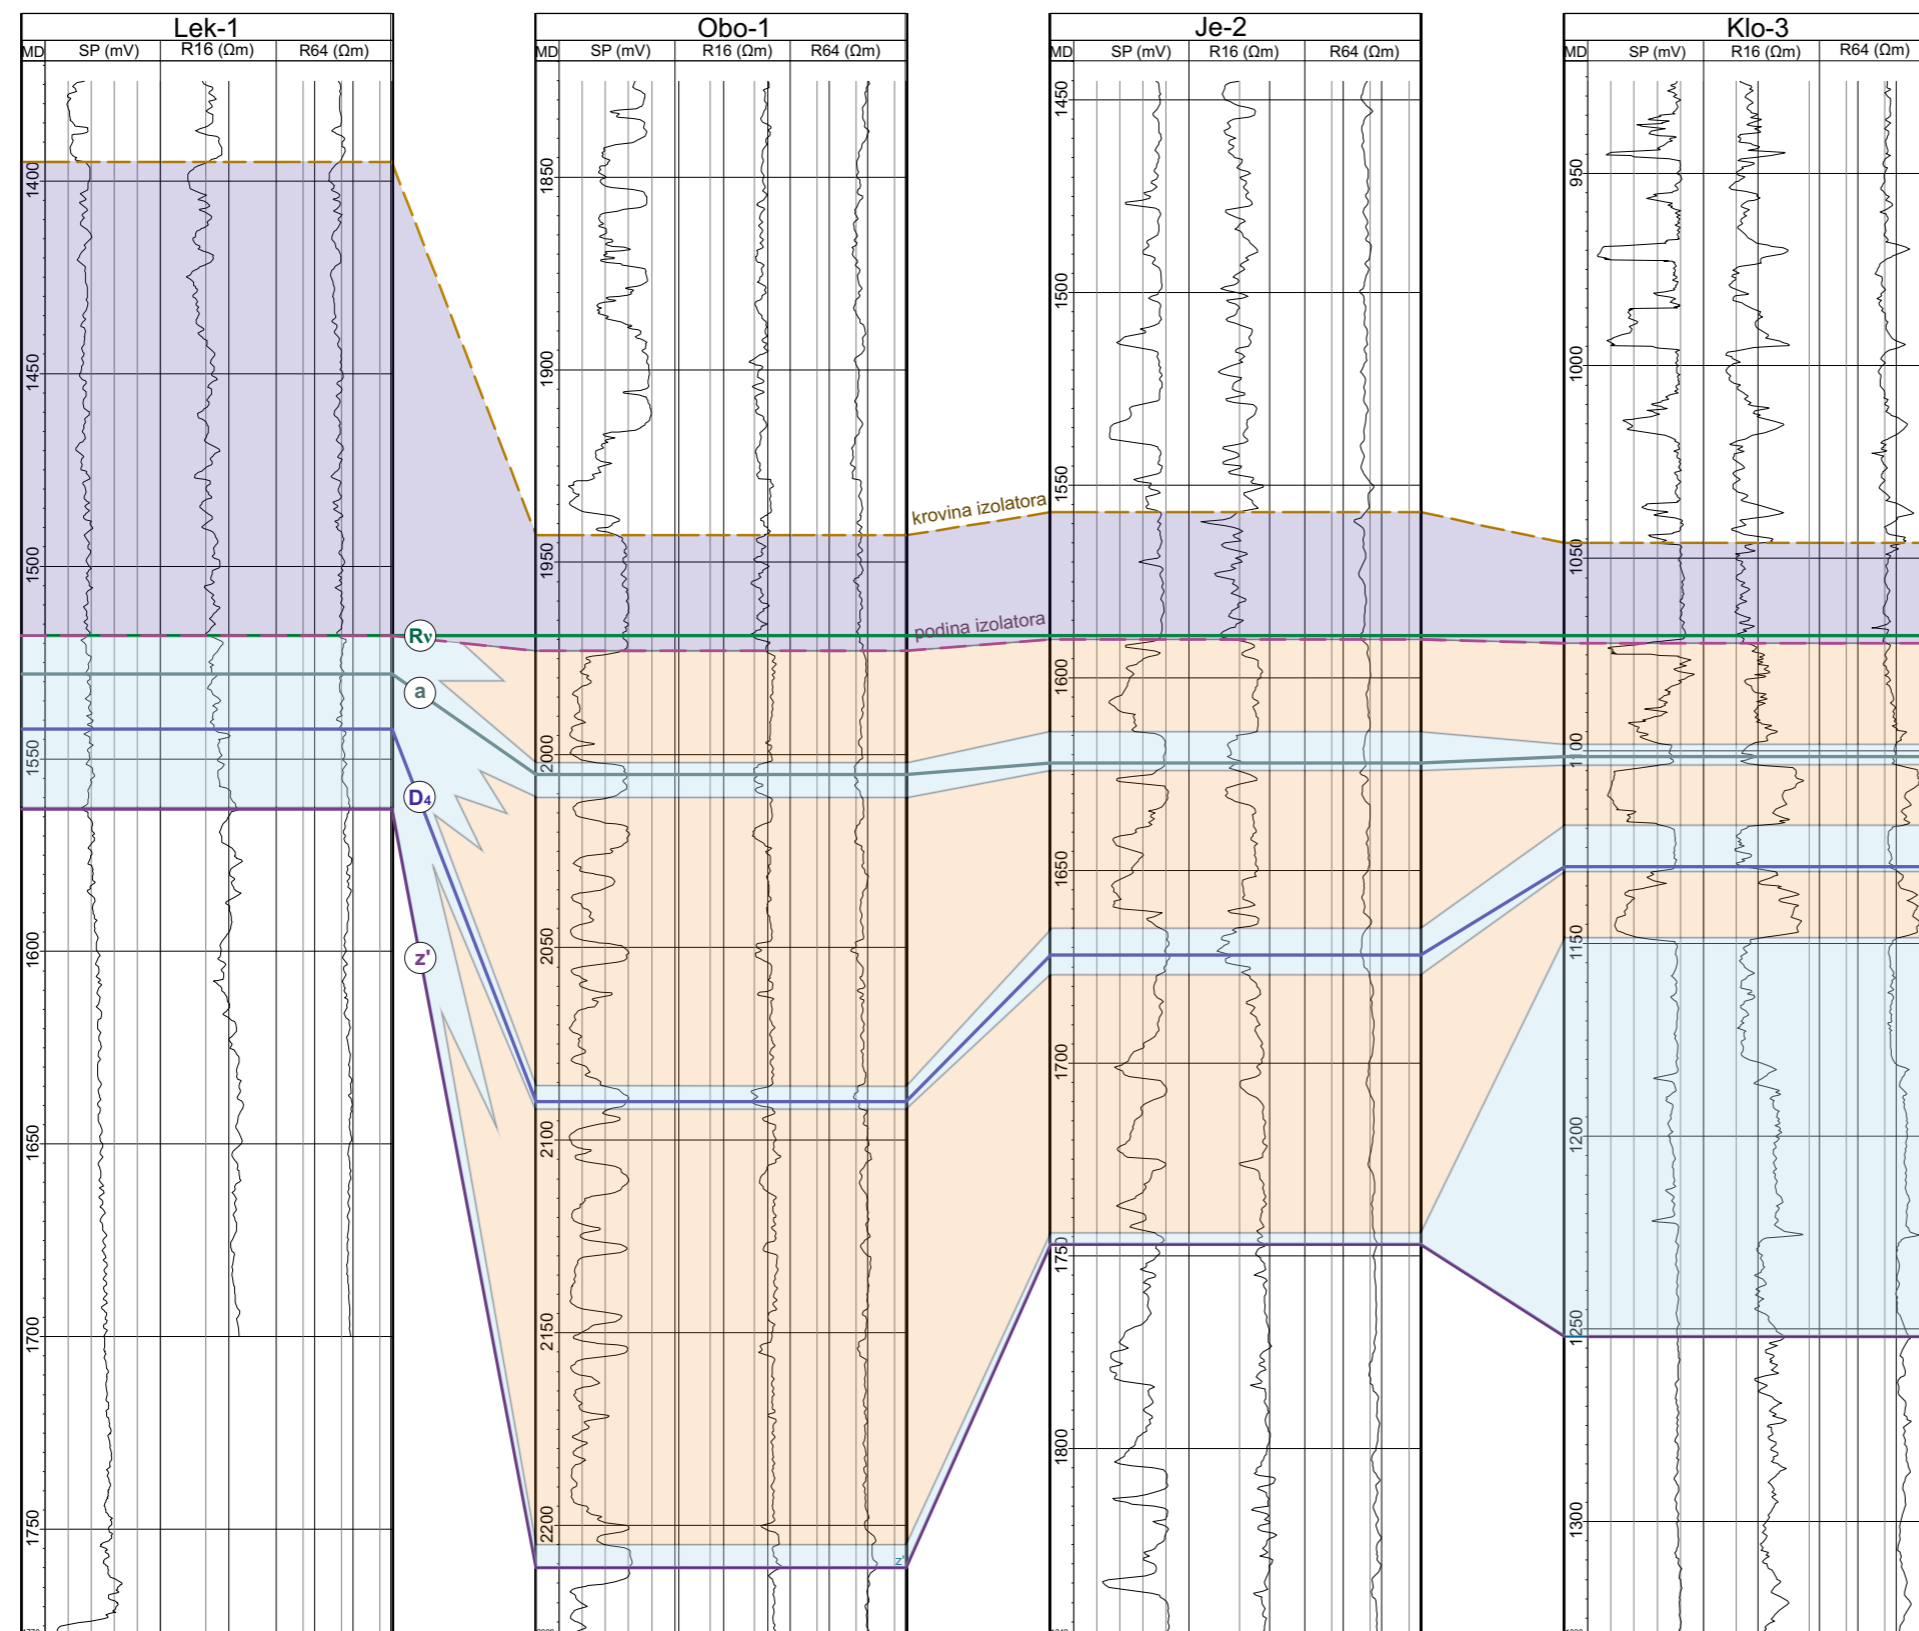 Lek-1
MD SP (mV) R16 (Ωm) R64 (Ωm)
1400
1450
1500
1550
1600
1650
1700
1750
Rν
a
D4
z'
Obo-1
MD SP (mV) R16 (Ωm) R64 (Ωm)
1850
1900
1950
2000
2050
2100
2150
2200
z'
krovina izolatora
podina izolatora
Je-2
MD SP (mV) R16 (Ωm) R64 (Ωm)
1450
1500
1550
1600
1650
1700
1750
1800
Klo-3
MD SP (mV) R16 (Ωm) R64 (Ωm)
950
1000
1050
1100
1150
1200
1250
1300